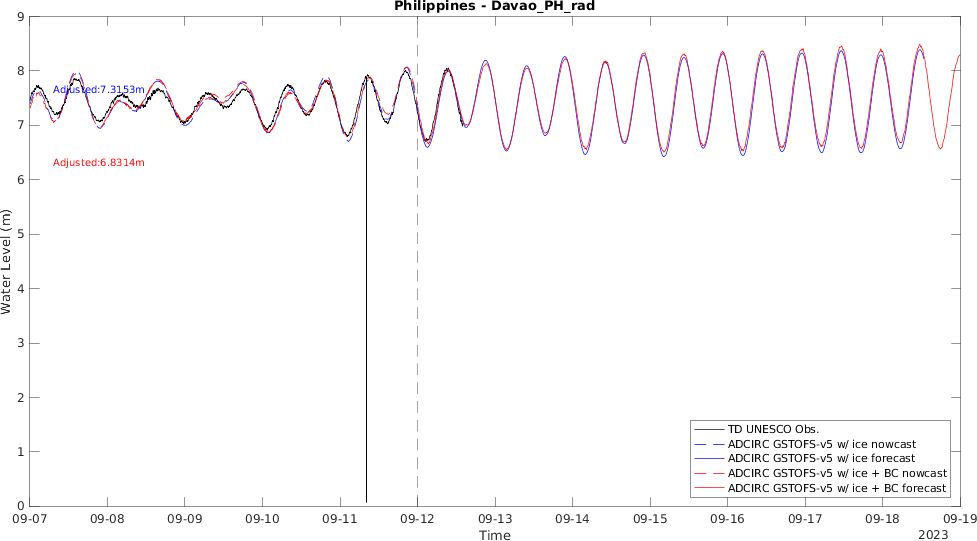 Philippines - Davao_PH_rad
9
8
7
6
5
4
3
2
1
0
Water Level (m)
Adjusted:7.3153m
Adjusted:6.8314m
TD UNESCO Obs.
ADCIRC GSTOFS-v5 w/ ice nowcast
ADCIRC GSTOFS-v5 w/ ice forecast
ADCIRC GSTOFS-v5 w/ ice + BC nowcast
ADCIRC GSTOFS-v5 w/ ice + BC forecast
09-07 09-08 09-09 09-10 09-11 09-12 09-13 09-14 09-15 09-16 09-17 09-18 09-19
Time
2023